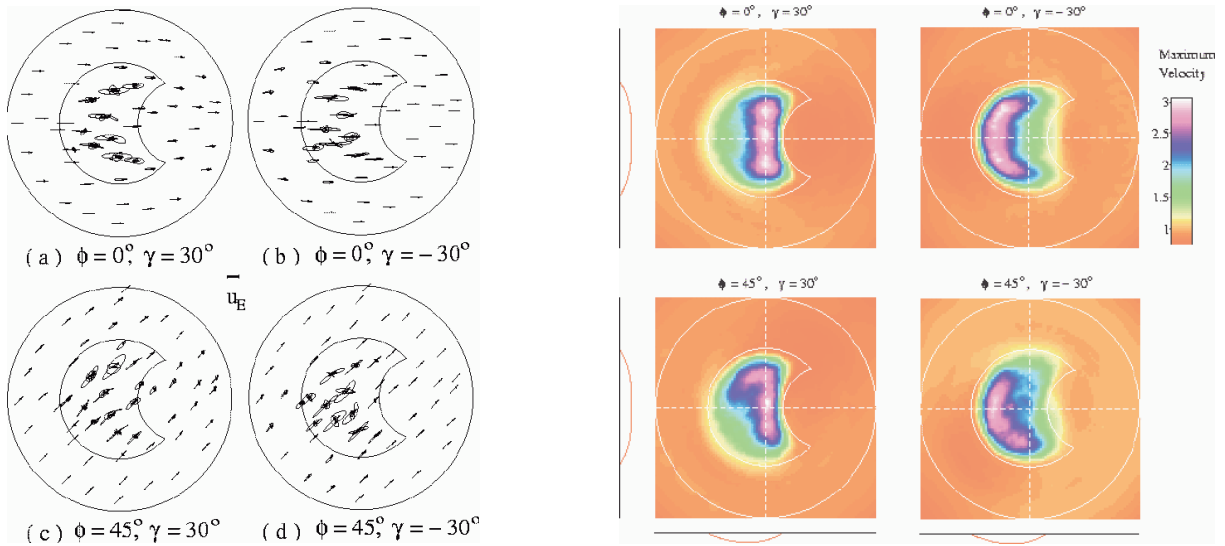 ( a ) ϕ = 0°, γ = 30°
( b ) ϕ = 0°, γ = − 30°
u̅_E
( c ) ϕ = 45°, γ = 30°
( d ) ϕ = 45°, γ = − 30°
ϕ = 0°, γ = 30°
ϕ = 0°, γ = − 30°
Maximum
Velocity
3
2.5
2
1.5
1
ϕ = 45°, γ = 30°
ϕ = 45°, γ = − 30°